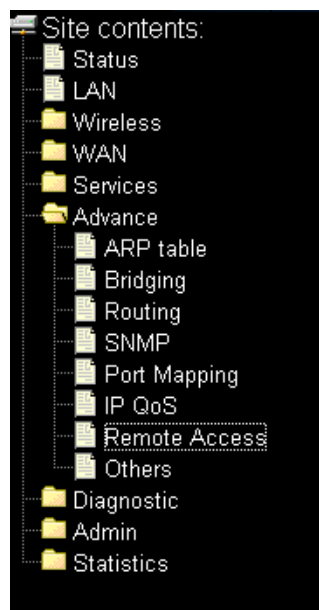 Site contents:
Status
LAN
Wireless
WAN
Services
Advance
ARP table
Bridging
Routing
SNMP
Port Mapping
IP QoS
Remote Access
Others
Diagnostic
Admin
Statistics